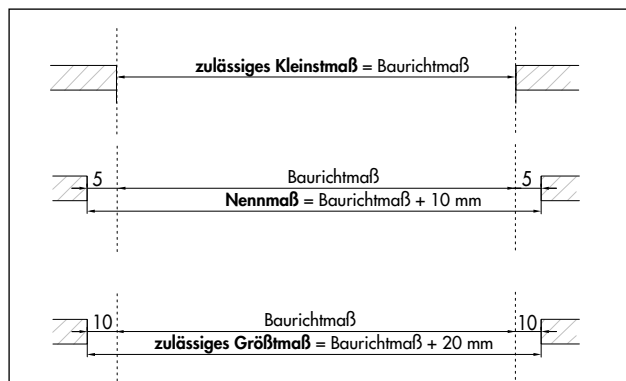 zulässiges Kleinstmaß = Baurichtmaß
5 Baurichtmaß 5
Nennmaß = Baurichtmaß + 10 mm
10 Baurichtmaß 10
zulässiges Größtmaß = Baurichtmaß + 20 mm